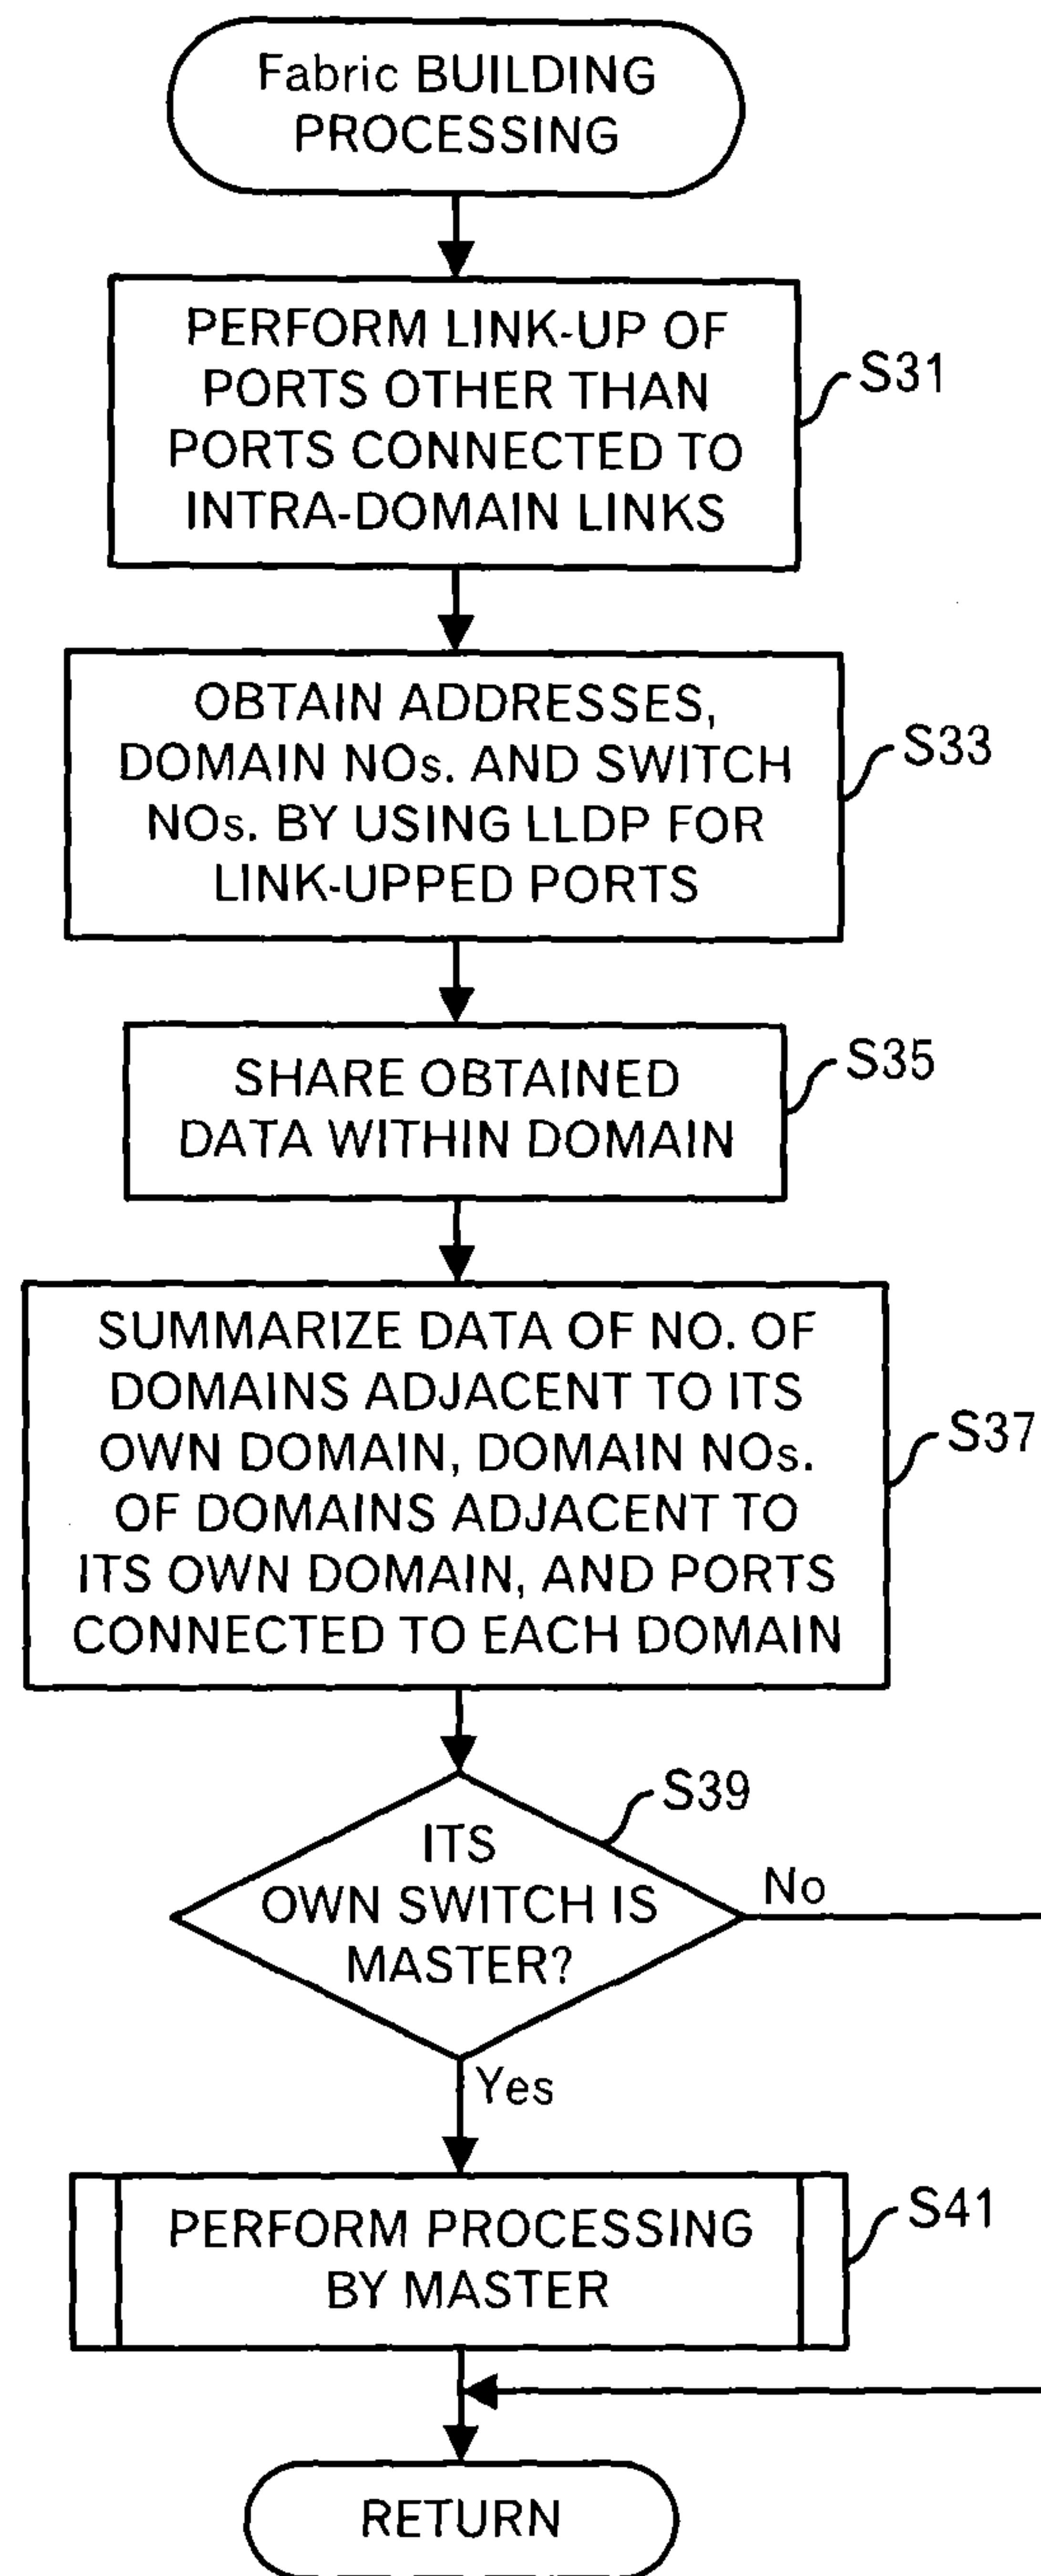 Fabric BUILDING
PROCESSING
PERFORM LINK-UP OF
PORTS OTHER THAN
PORTS CONNECTED TO
INTRA-DOMAIN LINKS
S31
OBTAIN ADDRESSES,
DOMAIN NOs. AND SWITCH
NOs. BY USING LLDP FOR
LINK-UPPED PORTS
S33
SHARE OBTAINED
DATA WITHIN DOMAIN
S35
SUMMARIZE DATA OF NO. OF
DOMAINS ADJACENT TO ITS
OWN DOMAIN, DOMAIN NOs.
OF DOMAINS ADJACENT TO
ITS OWN DOMAIN, AND PORTS
CONNECTED TO EACH DOMAIN
S37
ITS
OWN SWITCH IS
MASTER?
S39
No
Yes
PERFORM PROCESSING
BY MASTER
S41
RETURN